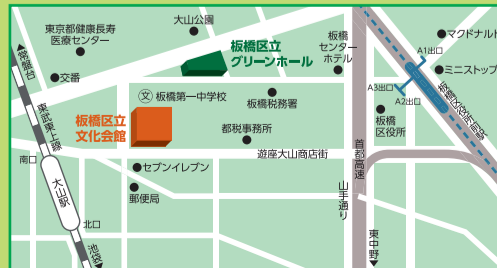 大山公園
東京都健康長寿
医療センター
板橋区立
グリーンホール
板橋
センター
ホテル
マクドナルド
A1出口
ミニストップ
▲常盤台
交番
文 板橋第一中学校
板橋税務署
A3出口
A2出口
板橋区役所前駅
板橋
区役所
板橋区立
文化会館
都税事務所
東武東上線
遊座大山商店街
首都高速
南口
セブンイレブン
大山駅
郵便局
山手通り
北口
東中野▼
池袋▼